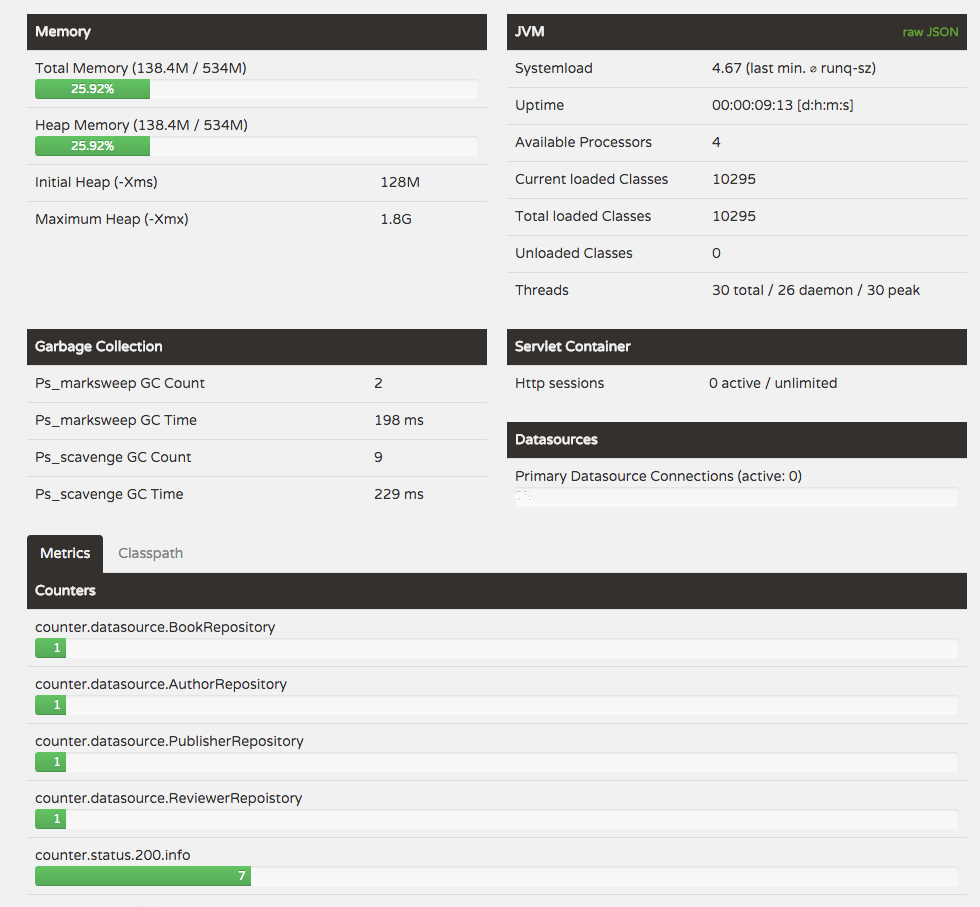 Memory
Total Memory (138.4M / 534M)
25.92%
Heap Memory (138.4M / 534M)
25.92%
Initial Heap (-Xms) 128M
Maximum Heap (-Xmx) 1.8G
JVM raw JSON
Systemload 4.67 (last min. ⌀ runq-sz)
Uptime 00:00:09:13 [d:h:m:s]
Available Processors 4
Current loaded Classes 10295
Total loaded Classes 10295
Unloaded Classes 0
Threads 30 total / 26 daemon / 30 peak
Garbage Collection
Ps_marksweep GC Count 2
Ps_marksweep GC Time 198 ms
Ps_scavenge GC Count 9
Ps_scavenge GC Time 229 ms
Servlet Container
Http sessions 0 active / unlimited
Datasources
Primary Datasource Connections (active: 0)
0%
Metrics Classpath
Counters
counter.datasource.BookRepository
1
counter.datasource.AuthorRepository
1
counter.datasource.PublisherRepository
1
counter.datasource.ReviewerRepoistory
1
counter.status.200.info
7